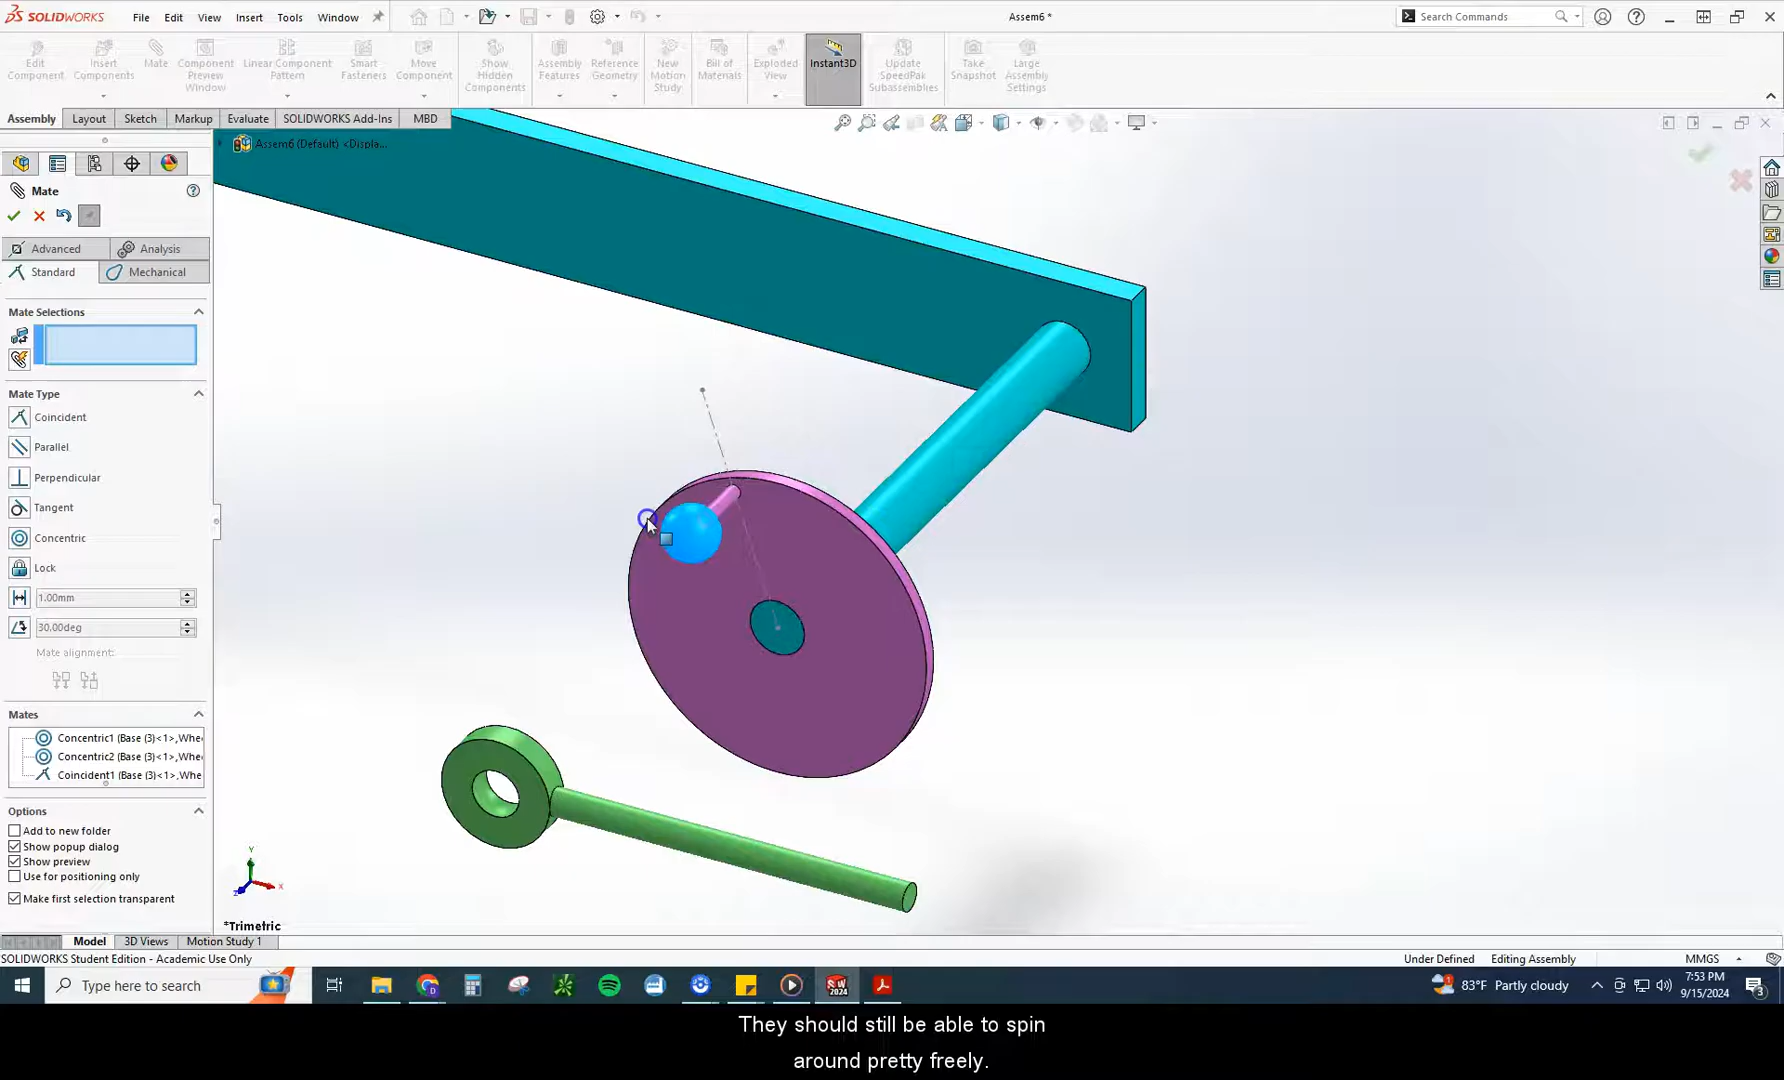 SOLIDWORKS File Edit View Insert Tools Window Assem6 * Search Commands
Edit Component
Insert Components
Mate
Component Preview Window
Linear Component Pattern
Smart Fasteners
Move Component
Show Hidden Components
Assembly Features
Reference Geometry
New Motion Study
Bill of Materials
Exploded View
Instant3D
Update SpeedPak Subassemblies
Take Snapshot
Large Assembly Settings
Assembly Layout Sketch Markup Evaluate SOLIDWORKS Add-Ins MBD
Assem6 (Default) <Displa...
Mate
Advanced Analysis
Standard Mechanical
Mate Selections
Mate Type
Coincident
Parallel
Perpendicular
Tangent
Concentric
Lock
1.00mm
30.00deg
Mate alignment:
Mates
Concentric1 (Base (3)<1>,Whe
Concentric2 (Base (3)<1>,Whe
Coincident1 (Base (3)<1>,Whe
Options
Add to new folder
Show popup dialog
Show preview
Use for positioning only
Make first selection transparent
Y
X
Z
*Trimetric
Model 3D Views Motion Study 1
SOLIDWORKS Student Edition - Academic Use Only Under Defined Editing Assembly MMGS
Type here to search
SW
2024
83°F Partly cloudy
7:53 PM
9/15/2024
3
They should still be able to spin
around pretty freely.